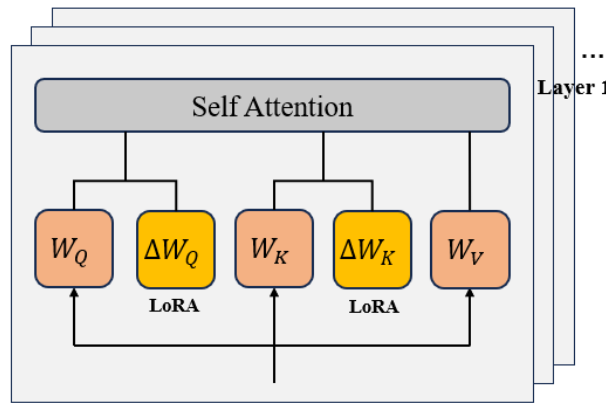 ...
Layer 1
Self Attention
W_Q ΔW_Q W_K ΔW_K W_V
LoRA LoRA